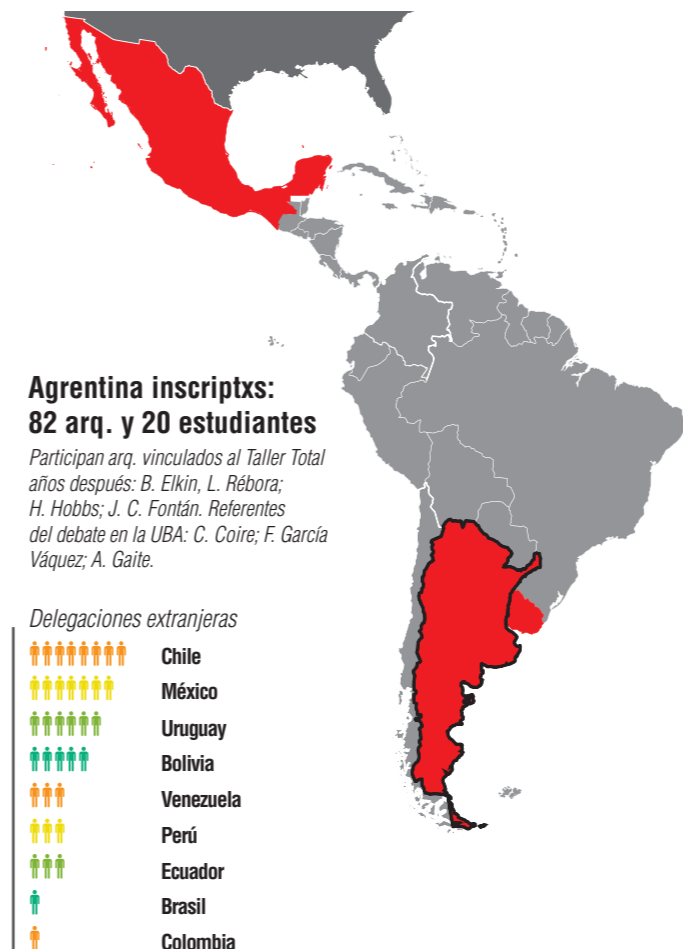 Agrentina inscriptxs:
82 arq. y 20 estudiantes
Participan arq. vinculados al Taller Total
años después: B. Elkin, L. Rébora;
H. Hobbs; J. C. Fontán. Referentes
del debate en la UBA: C. Coire; F. García
Váquez; A. Gaite.
Delegaciones extranjeras
Chile
México
Uruguay
Bolivia
Venezuela
Perú
Ecuador
Brasil
Colombia